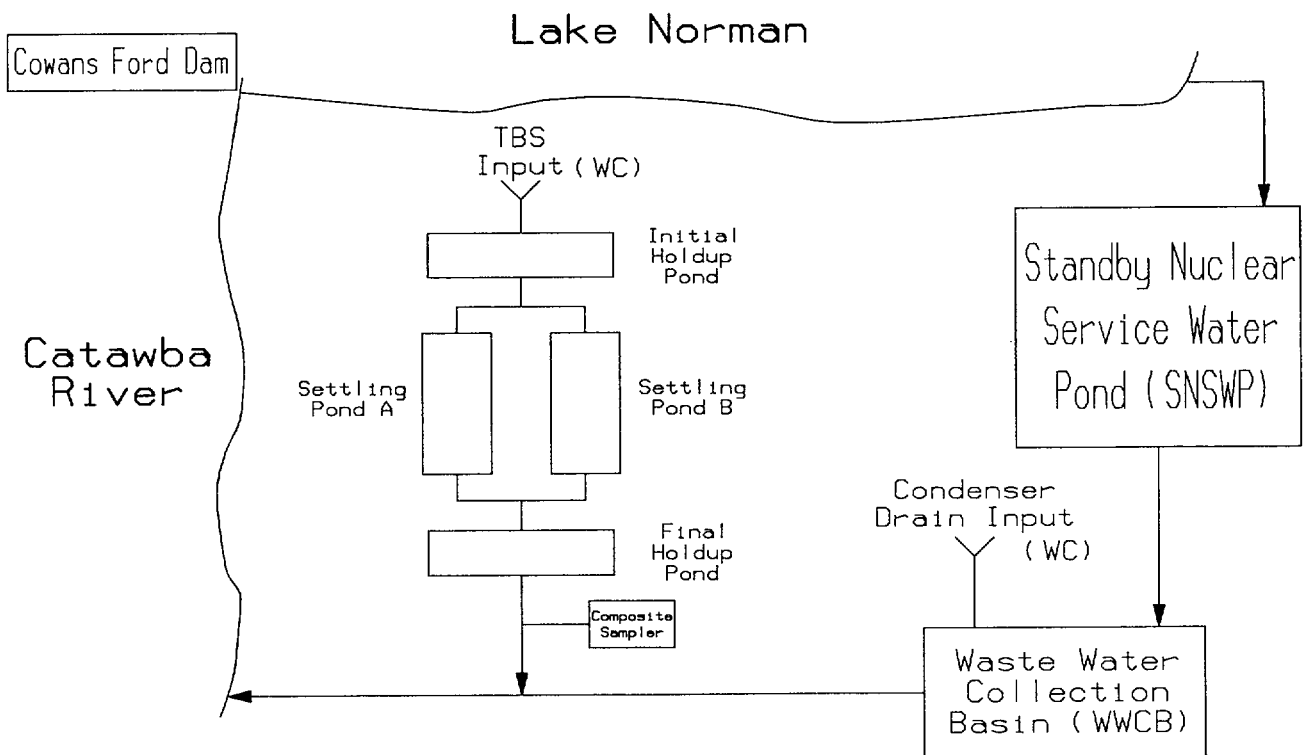 Lake Norman
Cowans Ford Dam
TBS
Input (WC)
Initial
Holdup
Pond
Standby Nuclear
Service Water
Pond (SNSWP)
Catawba
River
Settling
Pond A
Settling
Pond B
Condenser
Drain Input
(WC)
Final
Holdup
Pond
Composite
Sampler
Waste Water
Collection
Basin (WWCB)